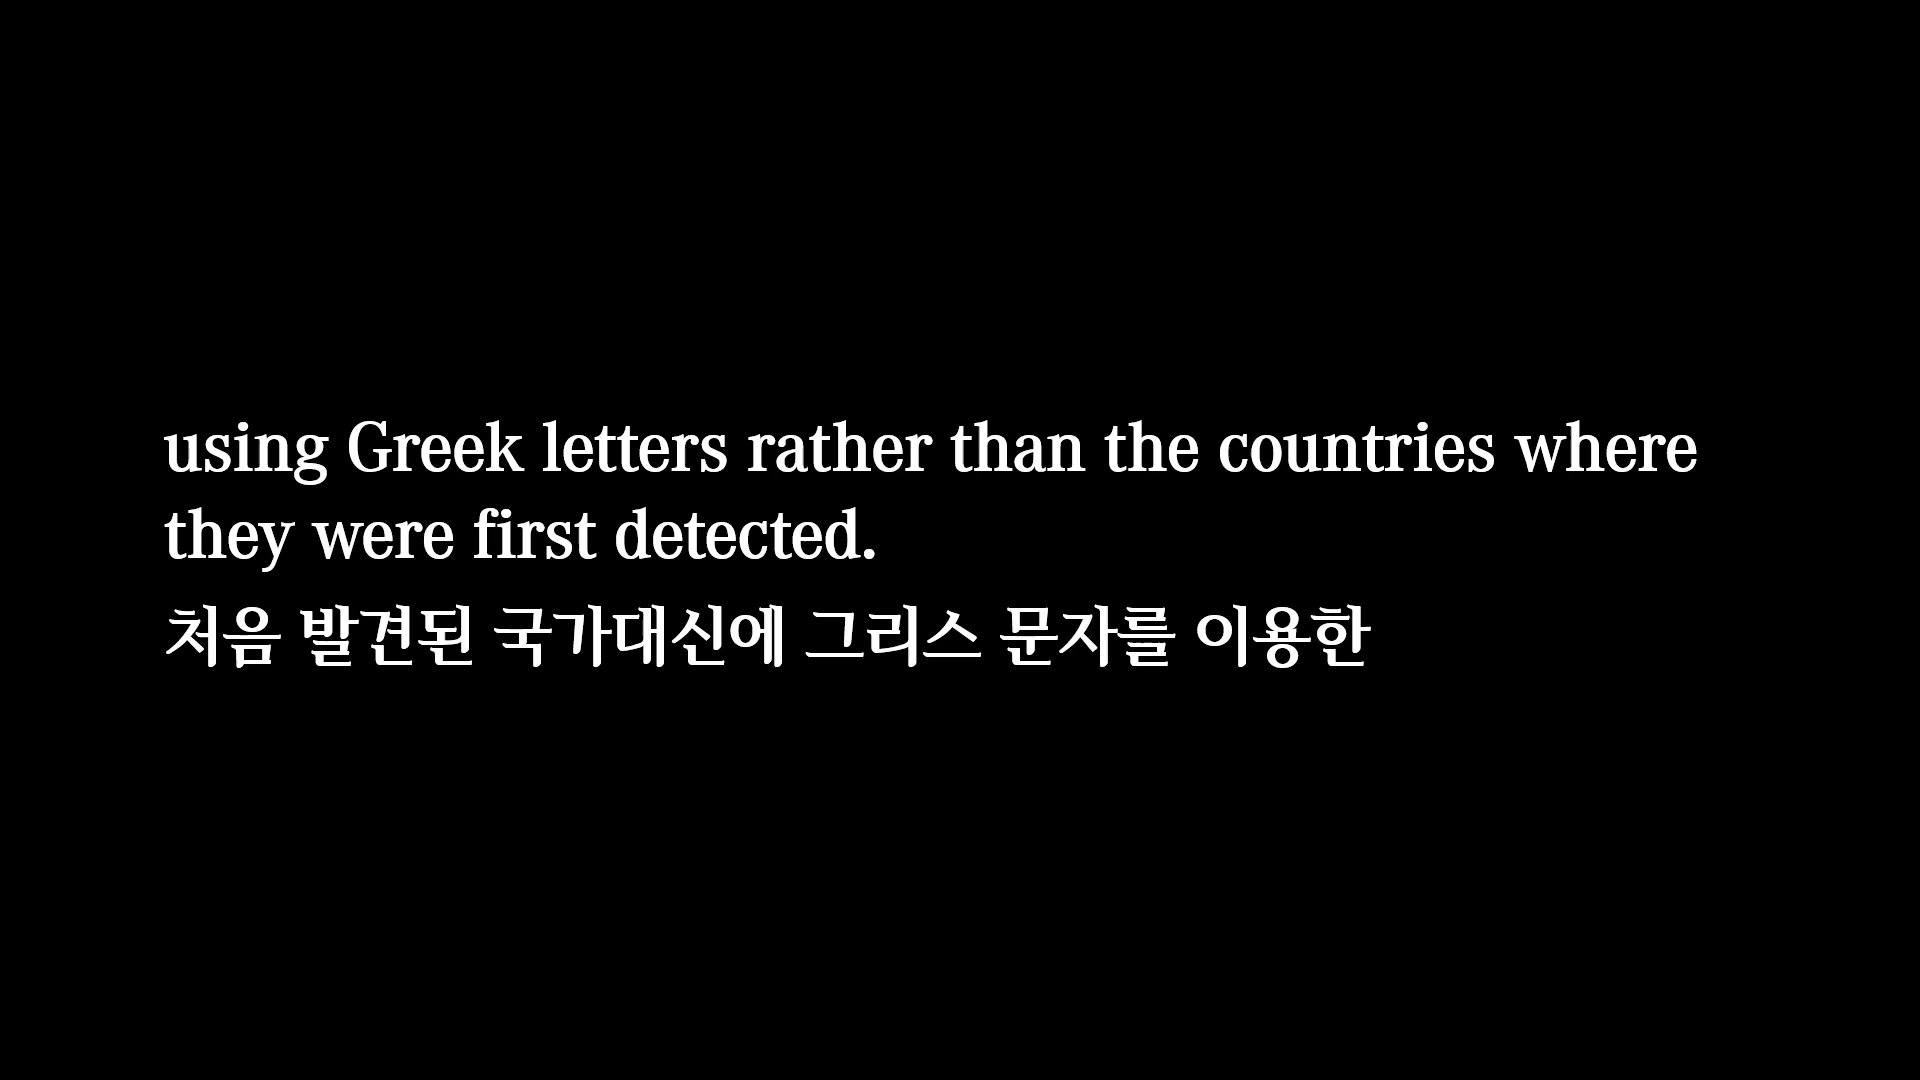 using Greek letters rather than the countries where
they were first detected.
처음 발견된 국가대신에 그리스 문자를 이용한